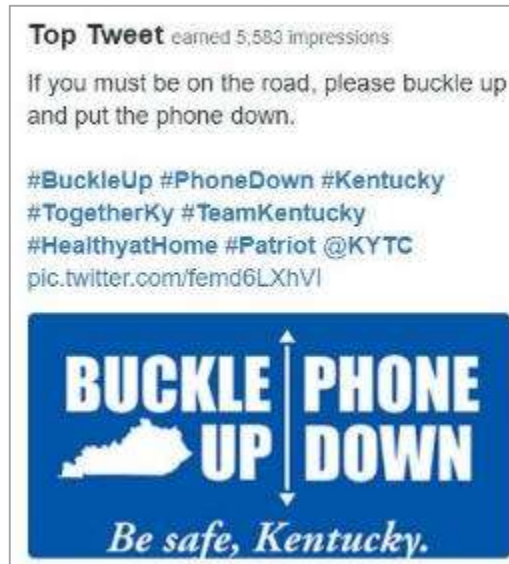 Top Tweet earned 5,583 impressions
If you must be on the road, please buckle up
and put the phone down.
#BuckleUp #PhoneDown #Kentucky
#TogetherKy #TeamKentucky
#HealthyatHome #Patriot @KYTC
pic.twitter.com/femd6LXhVI
BUCKLE UP
PHONE DOWN
Be safe, Kentucky.